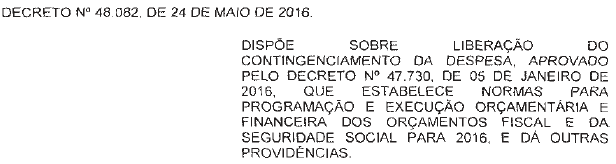 DECRETO Nº 48.082, DE 24 DE MAIO DE 2016.
DISPÕE SOBRE LIBERAÇÃO DO
CONTINGENCIAMENTO DA DESPESA, APROVADO
PELO DECRETO Nº 47.730, DE 05 DE JANEIRO DE
2016, QUE ESTABELECE NORMAS PARA
PROGRAMAÇÃO E EXECUÇÃO ORÇAMENTÁRIA E
FINANCEIRA DOS ORÇAMENTOS FISCAL E DA
SEGURIDADE SOCIAL PARA 2016, E DÁ OUTRAS
PROVIDÊNCIAS.